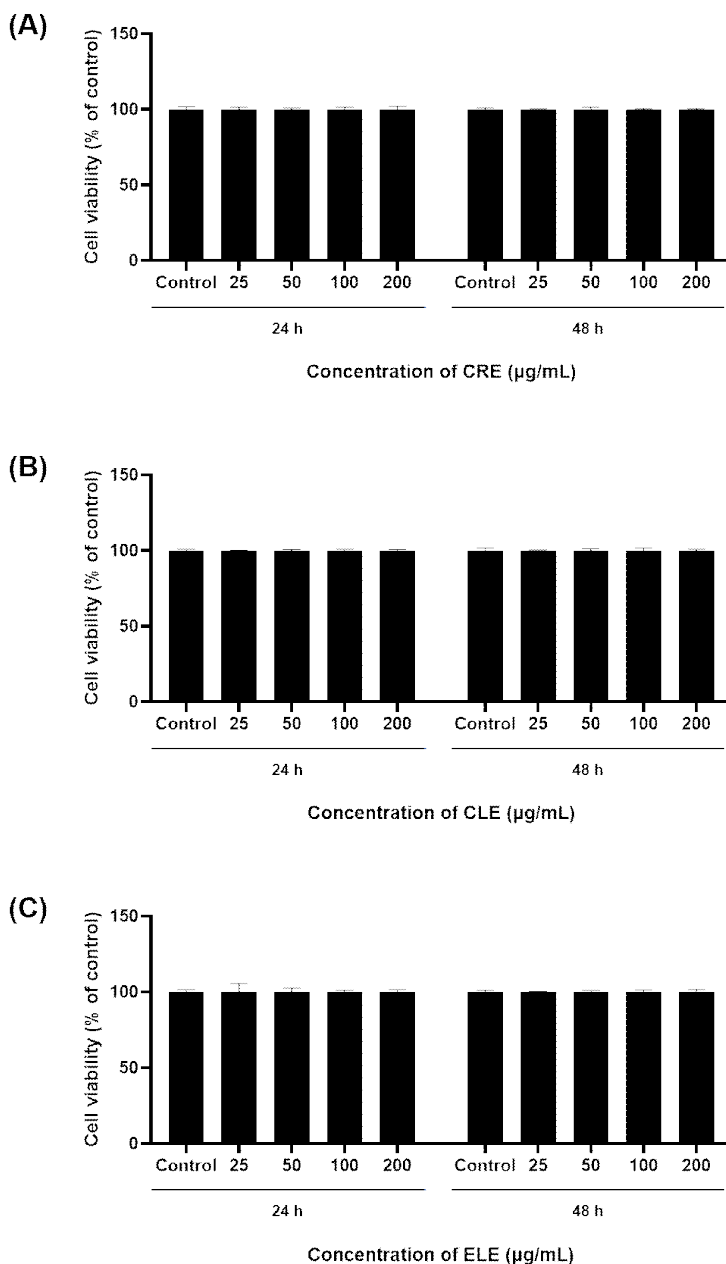 (A)
Cell viability (% of control)
150
100
50
0
Control 25 50 100 200 Control 25 50 100 200
24 h 48 h
Concentration of CRE (µg/mL)
(B)
Cell viability (% of control)
150
100
50
0
Control 25 50 100 200 Control 25 50 100 200
24 h 48 h
Concentration of CLE (µg/mL)
(C)
Cell viability (% of control)
150
100
50
0
Control 25 50 100 200 Control 25 50 100 200
24 h 48 h
Concentration of ELE (µg/mL)